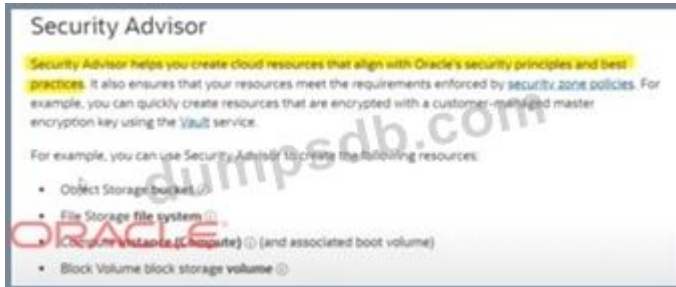 Security Advisor
Security Advisor helps you create cloud resources that align with Oracle's security principles and best
practices. It also ensures that your resources meet the requirements enforced by security zone policies. For
example, you can quickly create resources that are encrypted with a customer-managed master
encryption key using the Vault service.
For example, you can use Security Advisor to create the following resources:
• Object Storage bucket
• File Storage file system
• Compute instance (Compute) (and associated boot volume)
• Block Volume block storage volume
dumpsdb.com
ORACLE